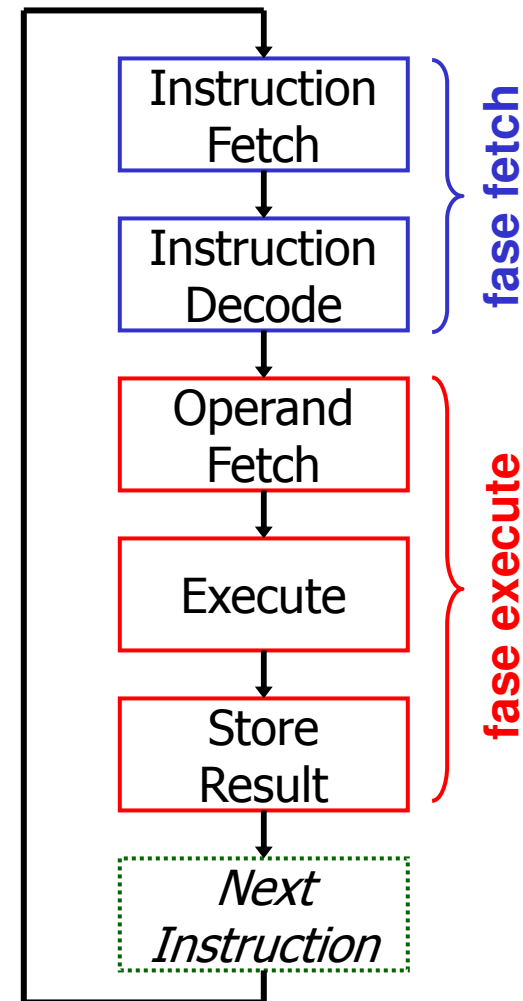 Instruction
Fetch
Instruction
Decode
fase fetch
Operand
Fetch
Execute
Store
Result
fase execute
Next
Instruction